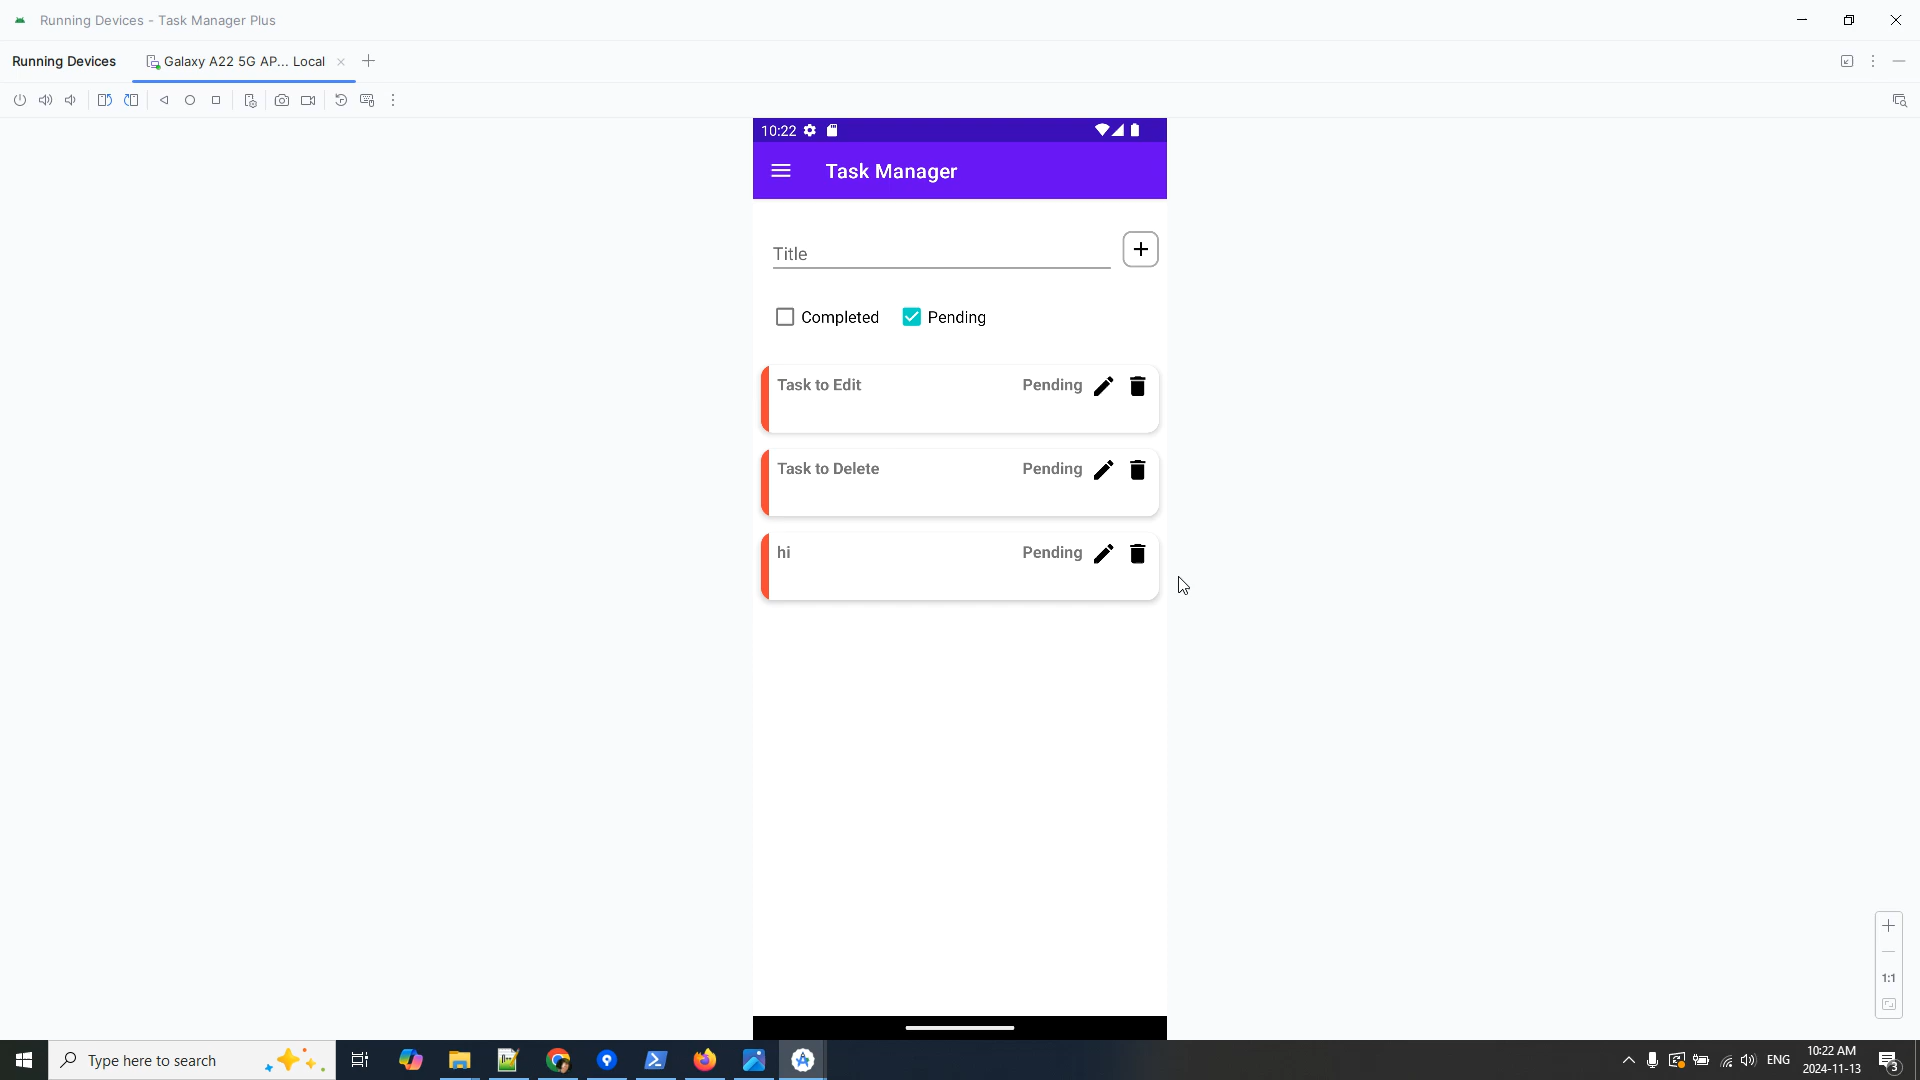 Running Devices - Task Manager Plus
Running Devices Galaxy A22 5G AP... Local
10:22
Task Manager
Title
Completed Pending
Task to Edit Pending
Task to Delete Pending
hi Pending
1:1
Type here to search
ENG
10:22 AM
2024-11-13
3